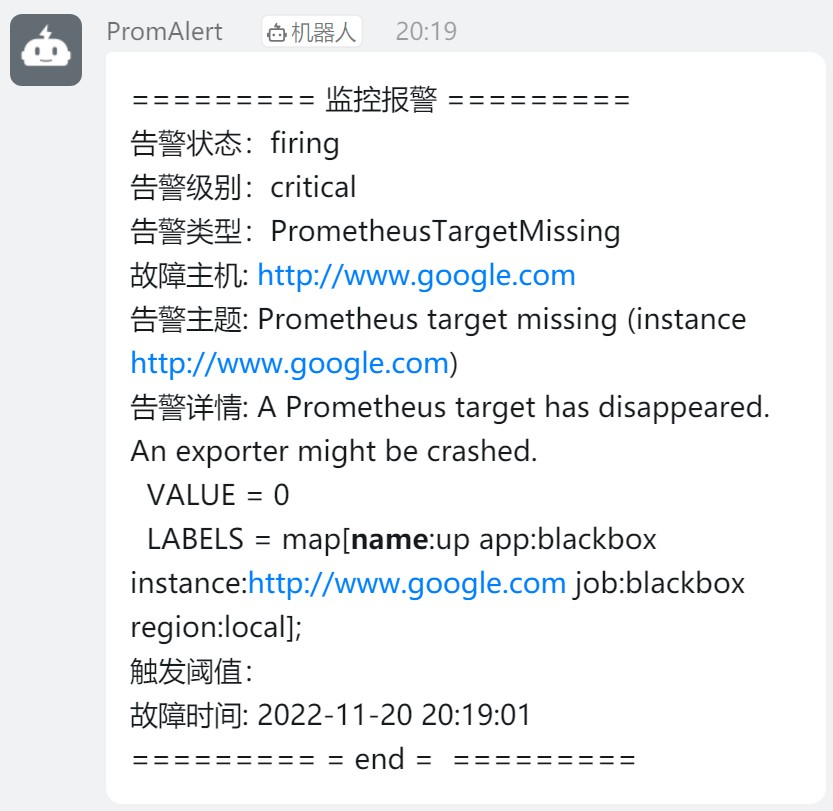 PromAlert 机器人 20:19
========= 监控报警 =========
告警状态：firing
告警级别：critical
告警类型：PrometheusTargetMissing
故障主机: http://www.google.com
告警主题: Prometheus target missing (instance
http://www.google.com)
告警详情: A Prometheus target has disappeared.
An exporter might be crashed.
VALUE = 0
LABELS = map[name:up app:blackbox
instance:http://www.google.com job:blackbox
region:local];
触发阈值：
故障时间: 2022-11-20 20:19:01
========= = end = =========